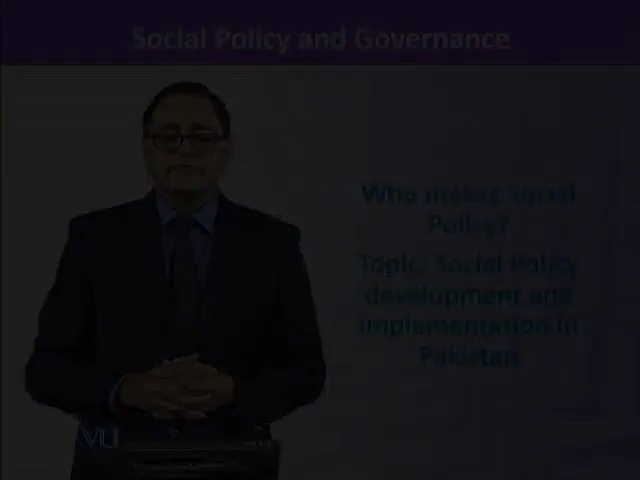 Social Policy and Governance
Who makes Social
Policy?
Topic: Social Policy
development and
implementation in
Pakistan
VU